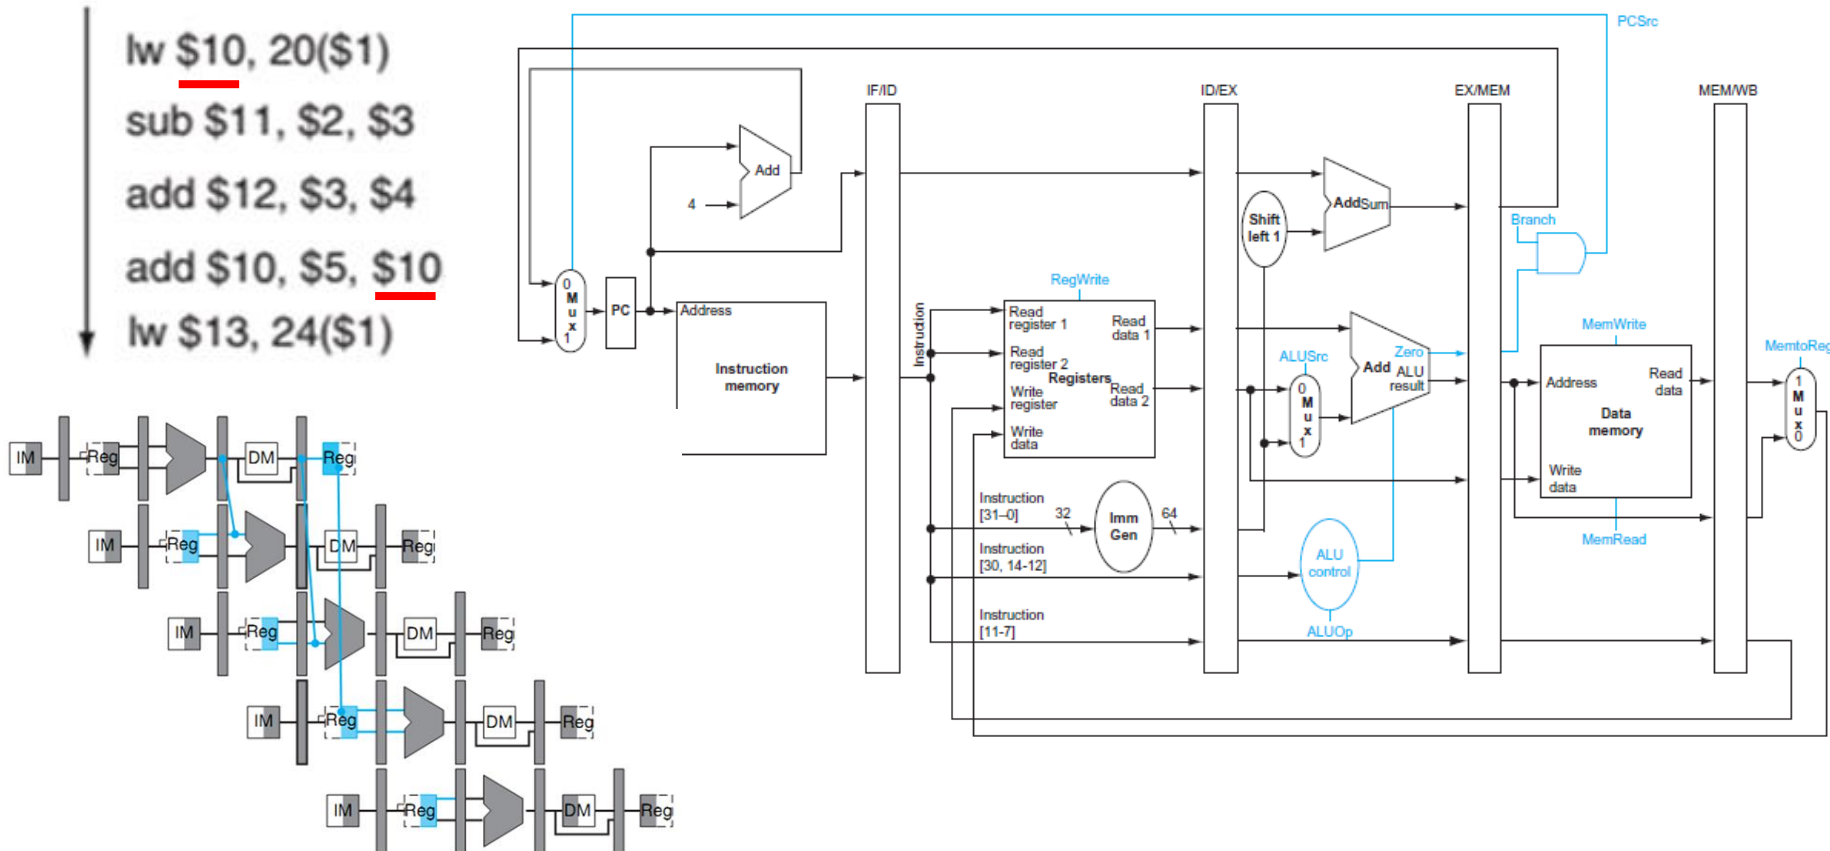 lw $10, 20($1)
sub $11, $2, $3
add $12, $3, $4
add $10, $5, $10
lw $13, 24($1)
IM Reg DM Reg
IM Reg DM Reg
IM Reg DM Reg
IM Reg DM Reg
IM Reg DM Reg
PCSrc
IF/ID
ID/EX
EX/MEM
MEM/WB
Add
4
Shift
left 1
AddSum
Branch
0
M
u
x
1
PC
Address
Instruction
memory
Instruction
RegWrite
Read
register 1
Read
data 1
Read
register 2
Registers
Write
register
Read
data 2
Write
data
ALUSrc
0
M
u
x
1
Zero
Add
ALU
result
MemWrite
Address
Read
data
Data
memory
Write
data
MemRead
MemtoReg
1
M
u
x
0
Instruction
[31–0]
32
Imm
Gen
64
Instruction
[30, 14-12]
ALU
control
Instruction
[11-7]
ALUOp